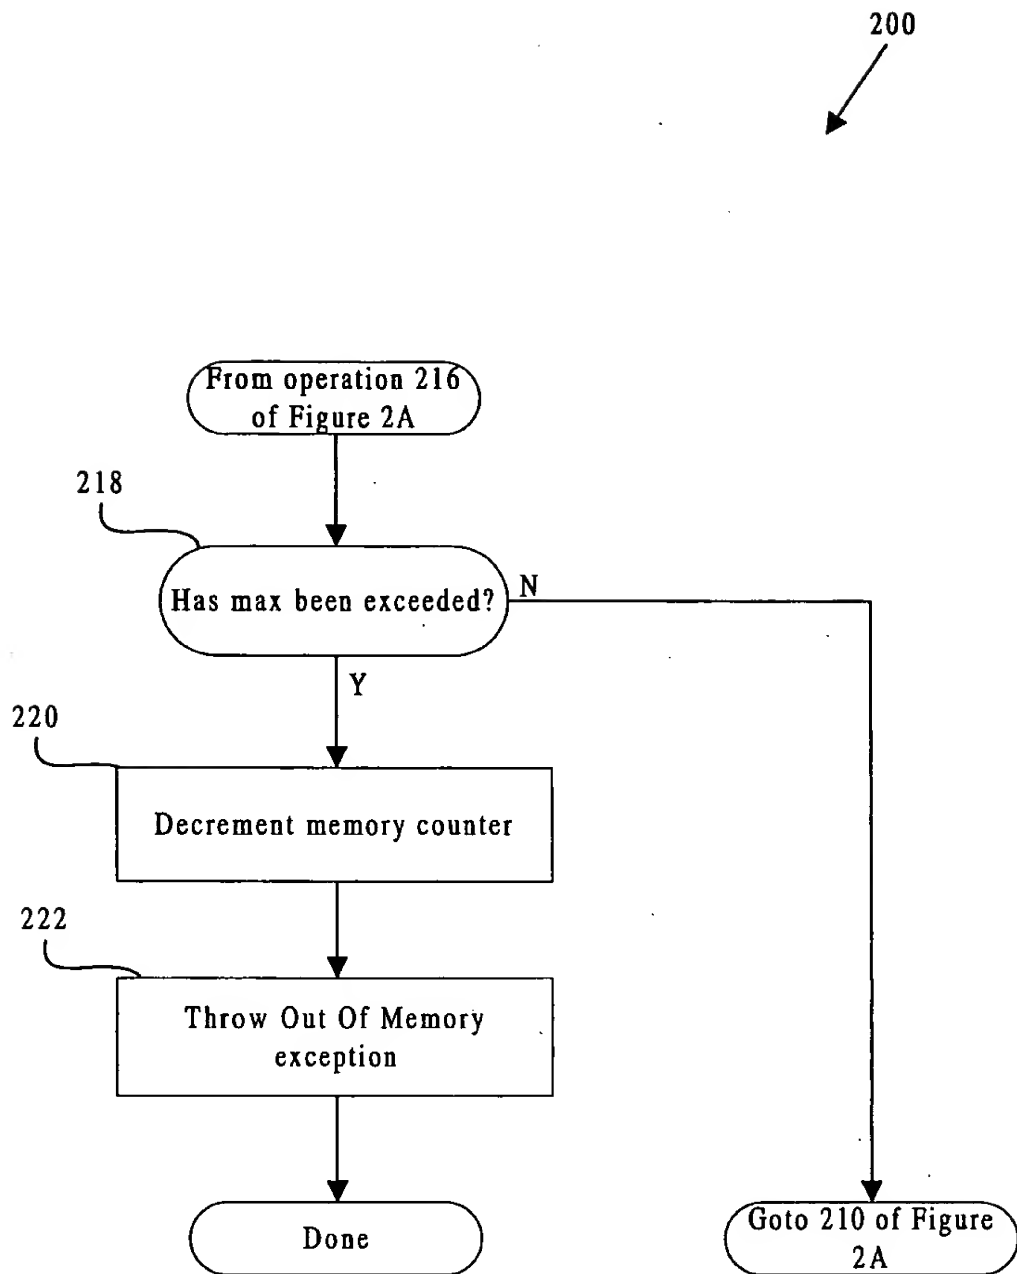 200
From operation 216
of Figure 2A
218
Has max been exceeded?
N
Y
220
Decrement memory counter
222
Throw Out Of Memory
exception
Done
Goto 210 of Figure
2A